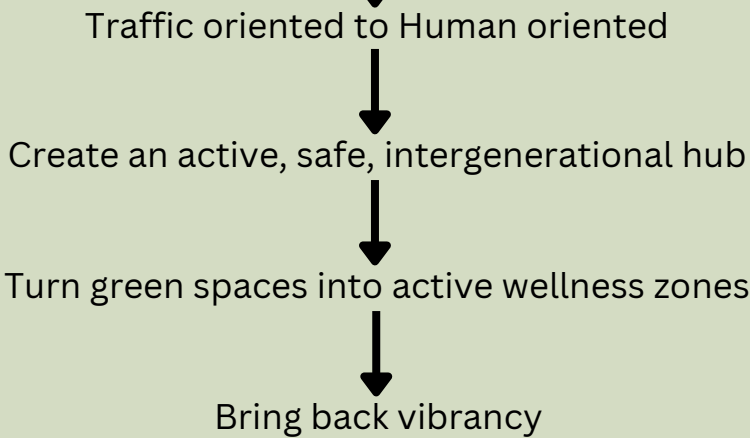 Traffic oriented to Human oriented
Create an active, safe, intergenerational hub
Turn green spaces into active wellness zones
Bring back vibrancy